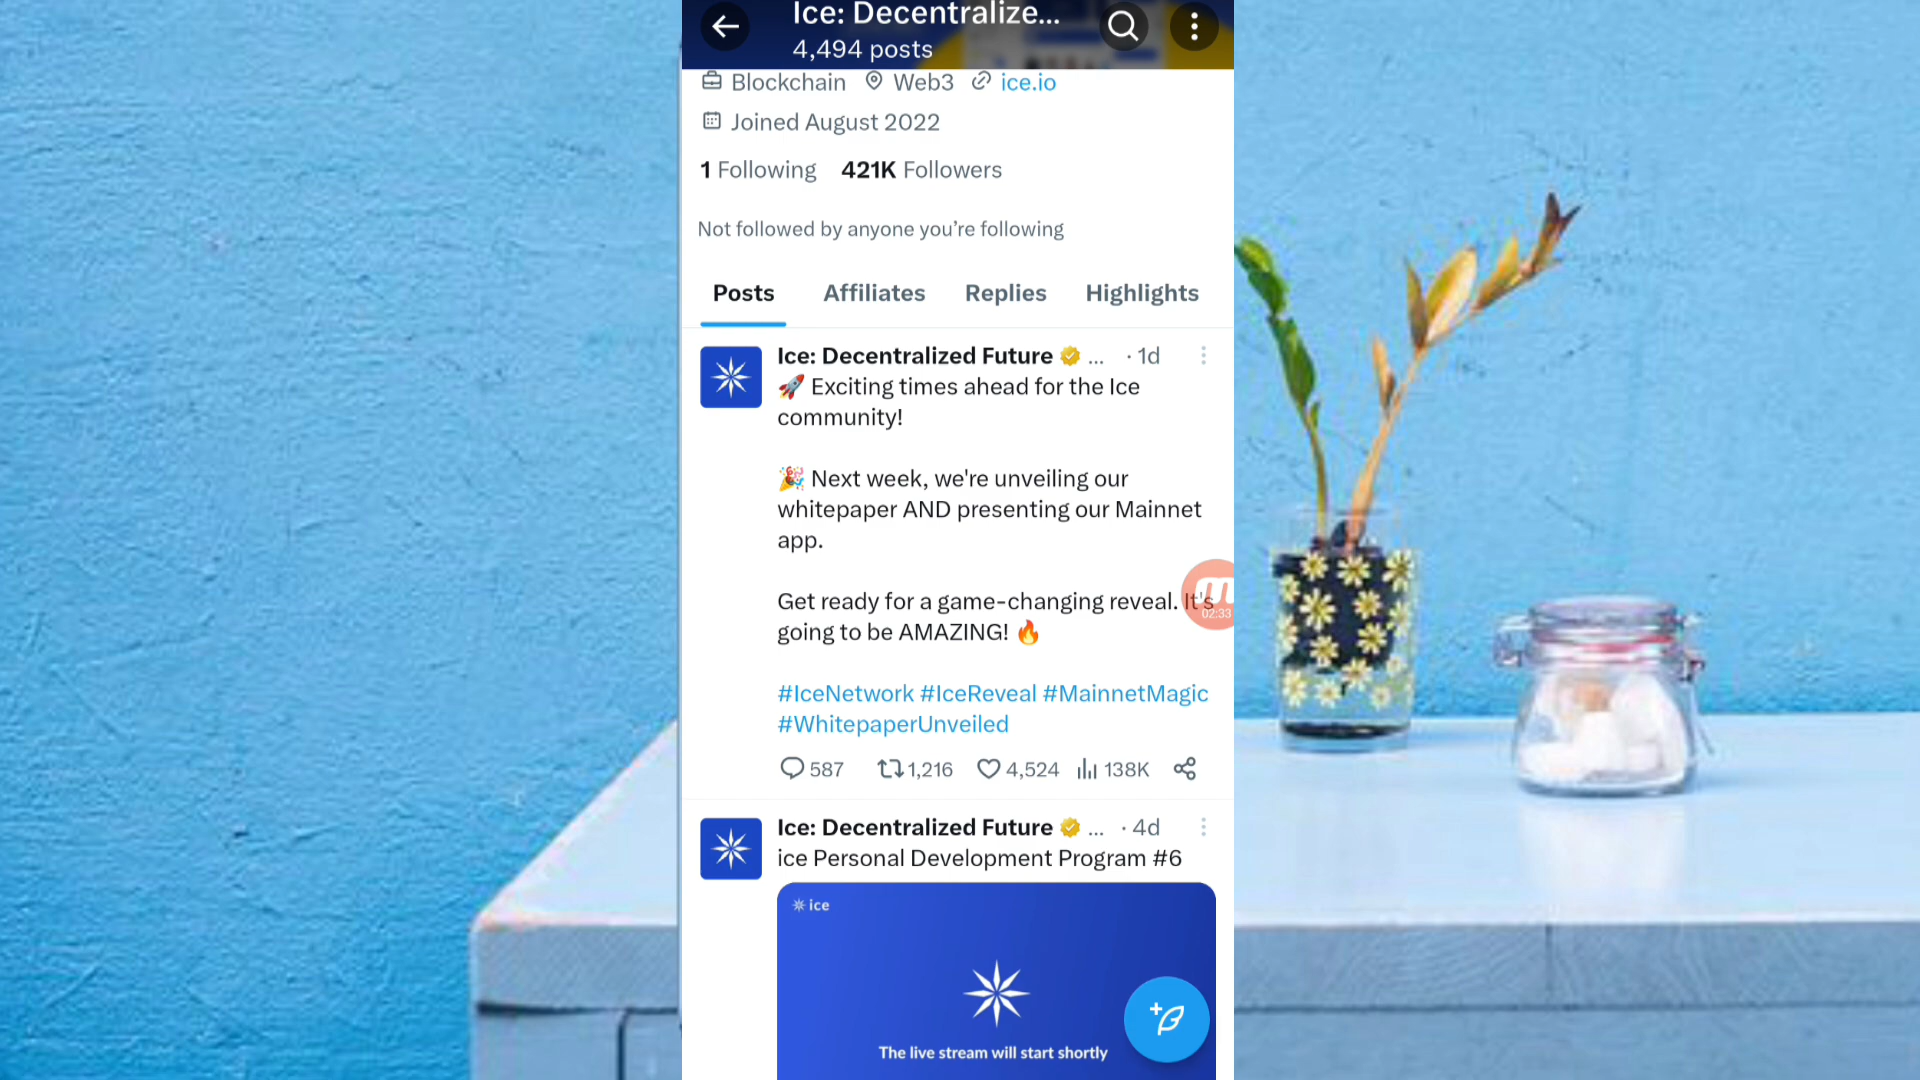 Ice: Decentralize...
4,494 posts
Blockchain Web3 ice.io
Joined August 2022
1 Following 421K Followers
Not followed by anyone you're following
Posts Affiliates Replies Highlights
Ice: Decentralized Future ... · 1d
🚀 Exciting times ahead for the Ice
community!
🎉 Next week, we're unveiling our
whitepaper AND presenting our Mainnet
app.
Get ready for a game-changing reveal. It's
going to be AMAZING! 🔥
02:33
#IceNetwork #IceReveal #MainnetMagic
#WhitepaperUnveiled
587 1,216 4,524 138K
Ice: Decentralized Future ... · 4d
ice Personal Development Program #6
ice
The live stream will start shortly